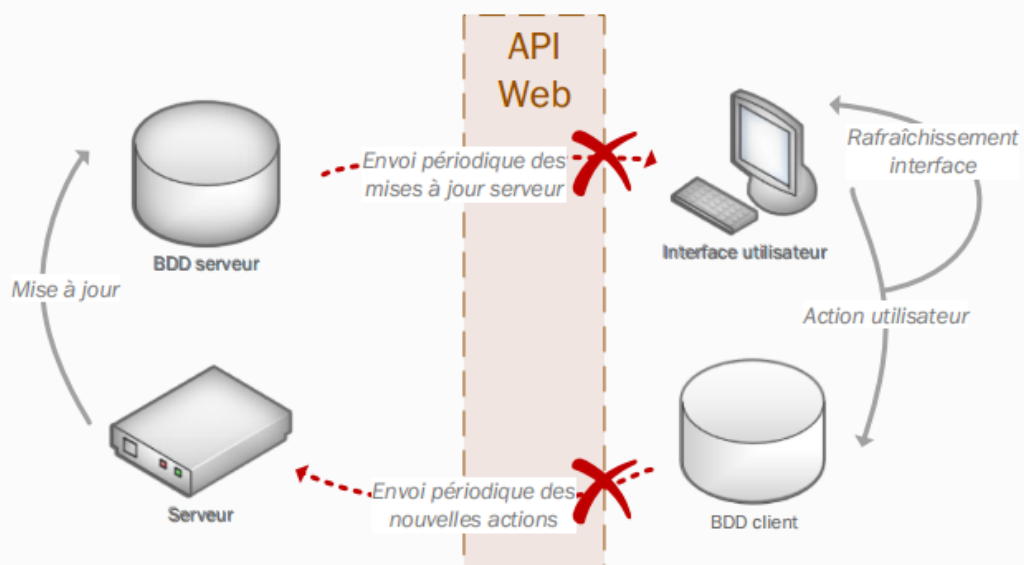 API
Web
Envoi périodique des
mises à jour serveur
Rafraîchissement
interface
BDD serveur
Interface utilisateur
Mise à jour
Action utilisateur
Envoi périodique des
nouvelles actions
Serveur
BDD client